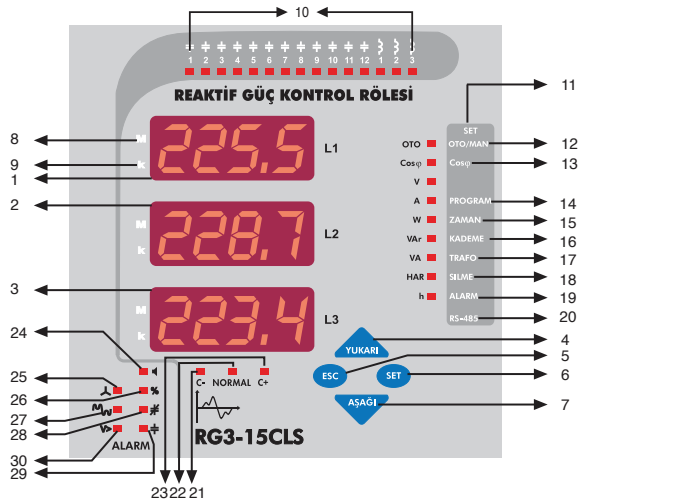 10
1 2 3 4 5 6 7 8 9 10 11 12 1 2 3
REAKTİF GÜÇ KONTROL RÖLESİ
11
SET
8 M 225.5 L1 OTO OTO/MAN 12
9 k Cosφ Cosφ 13
1
V
2 A PROGRAM 14
M 228.7 L2 W ZAMAN 15
k VAr KADEME 16
VA TRAFO 17
3 HAR SİLME 18
M 223.4 L3 h ALARM 19
k RS-485 20
24 4
YUKARI
5
25 C- NORMAL C+ ESC SET 6
26 %
27 AŞAĞI 7
28
30 V> ALARM RG3-15CLS
29
23 22 21